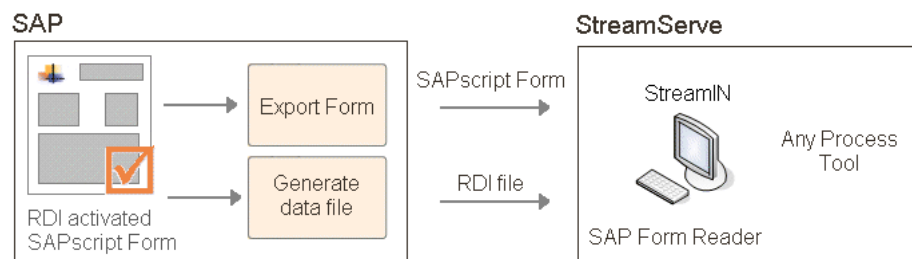 SAP
StreamServe
Export Form
Generate
data file
RDI activated
SAPscript Form
SAPscript Form
RDI file
StreamIN
Any Process
Tool
SAP Form Reader